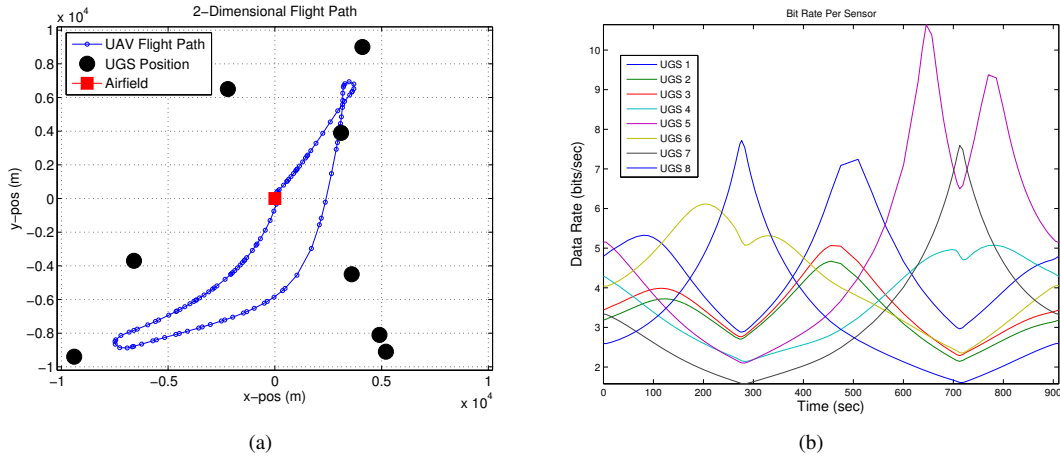 2−Dimensional Flight Path
x 10^4
y−pos (m)
1
0.8
0.6
0.4
0.2
0
−0.2
−0.4
−0.6
−0.8
−1
UAV Flight Path
UGS Position
Airfield
−1 −0.5 0 0.5 1
x−pos (m)
x 10^4
(a)
Bit Rate Per Sensor
Data Rate (bits/sec)
10
9
8
7
6
5
4
3
2
UGS 1
UGS 2
UGS 3
UGS 4
UGS 5
UGS 6
UGS 7
UGS 8
0 100 200 300 400 500 600 700 800 900
Time (sec)
(b)